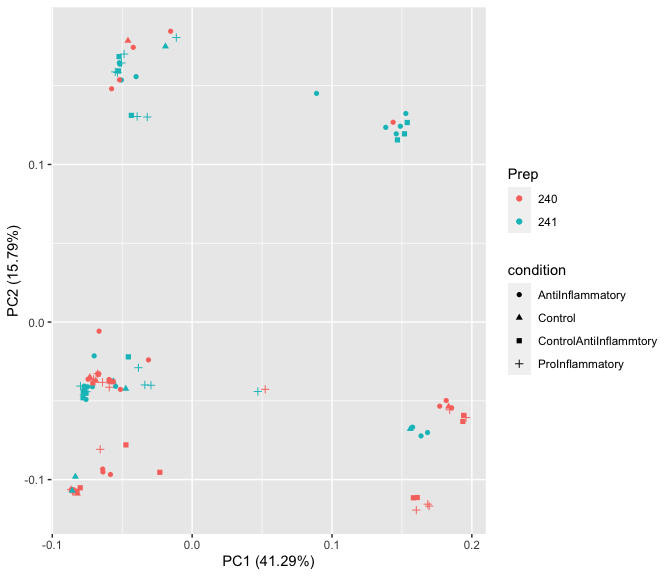 0.1
0.0
-0.1
PC2 (15.79%)
-0.1
0.0
0.1
0.2
PC1 (41.29%)
Prep
240
241
condition
AntiInflammatory
Control
ControlAntiInflammtory
ProInflammatory